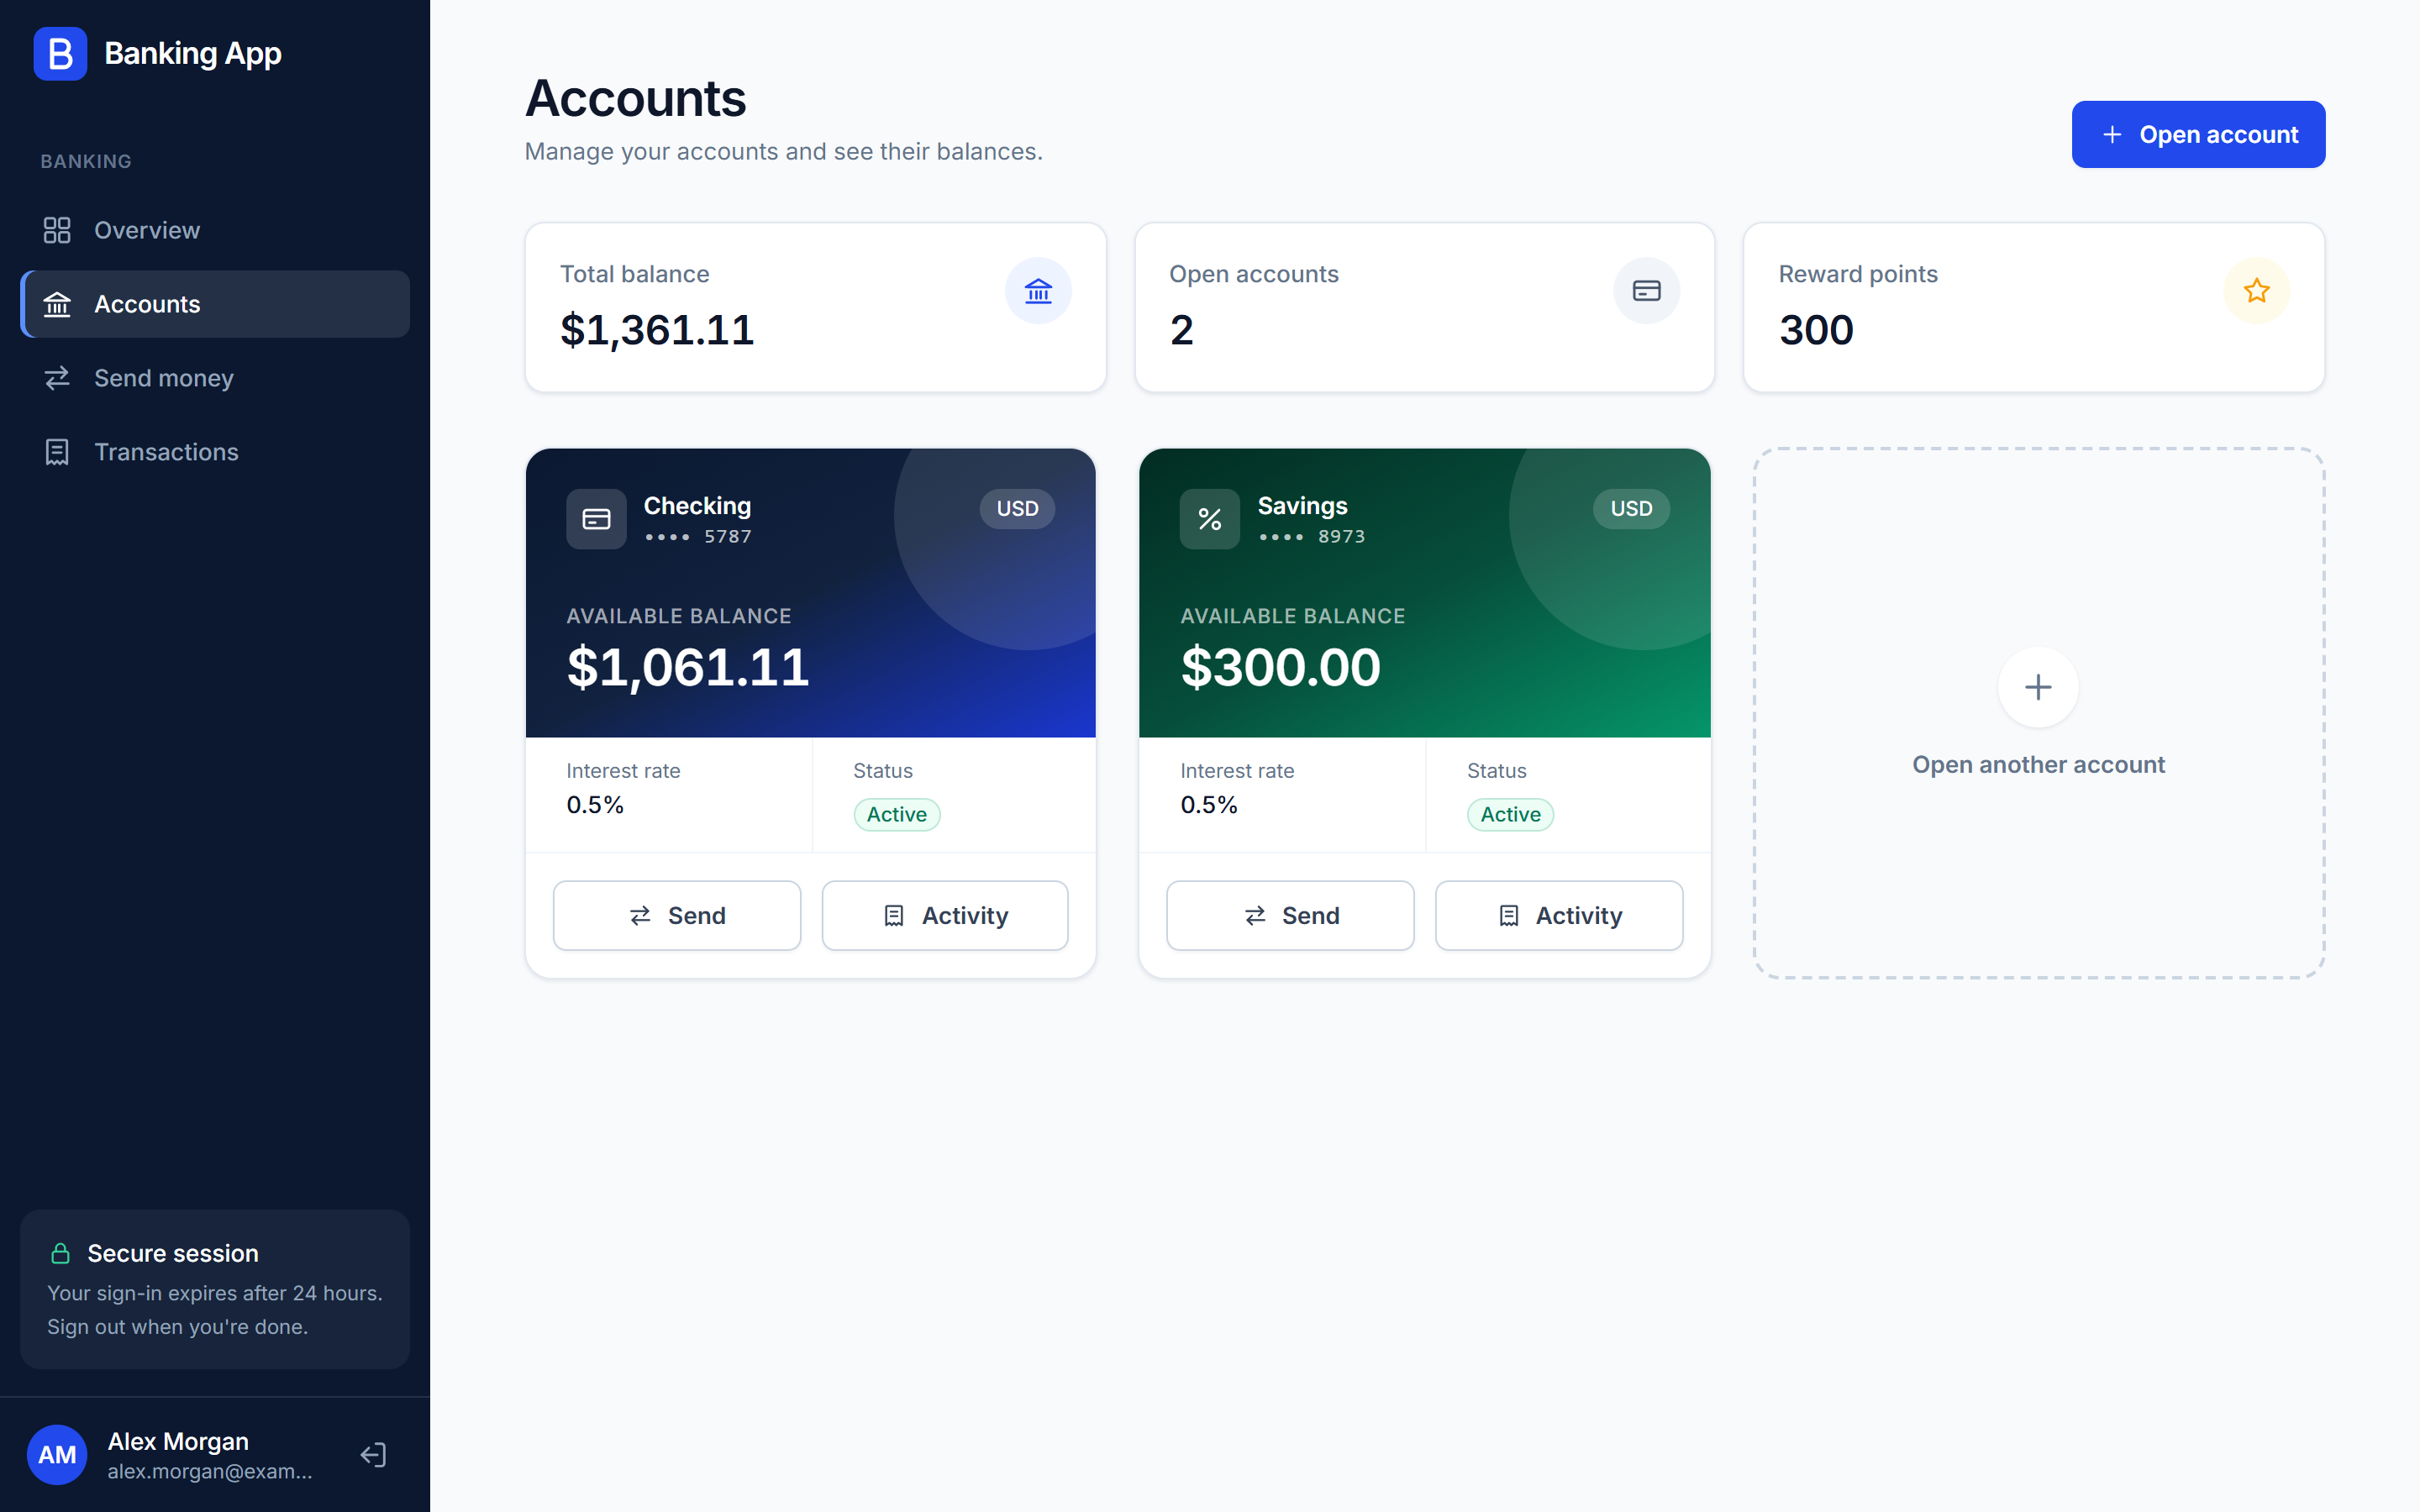 B
Banking App
BANKING
Overview
Accounts
Send money
Transactions
Secure session
Your sign-in expires after 24 hours.
Sign out when you're done.
AM
Alex Morgan
alex.morgan@exam...
Accounts
Manage your accounts and see their balances.
Open account
Total balance
$1,361.11
Open accounts
2
Reward points
300
Checking
•••• 5787
USD
AVAILABLE BALANCE
$1,061.11
Interest rate
0.5%
Status
Active
Send
Activity
Savings
•••• 8973
USD
AVAILABLE BALANCE
$300.00
Interest rate
0.5%
Status
Active
Send
Activity
Open another account